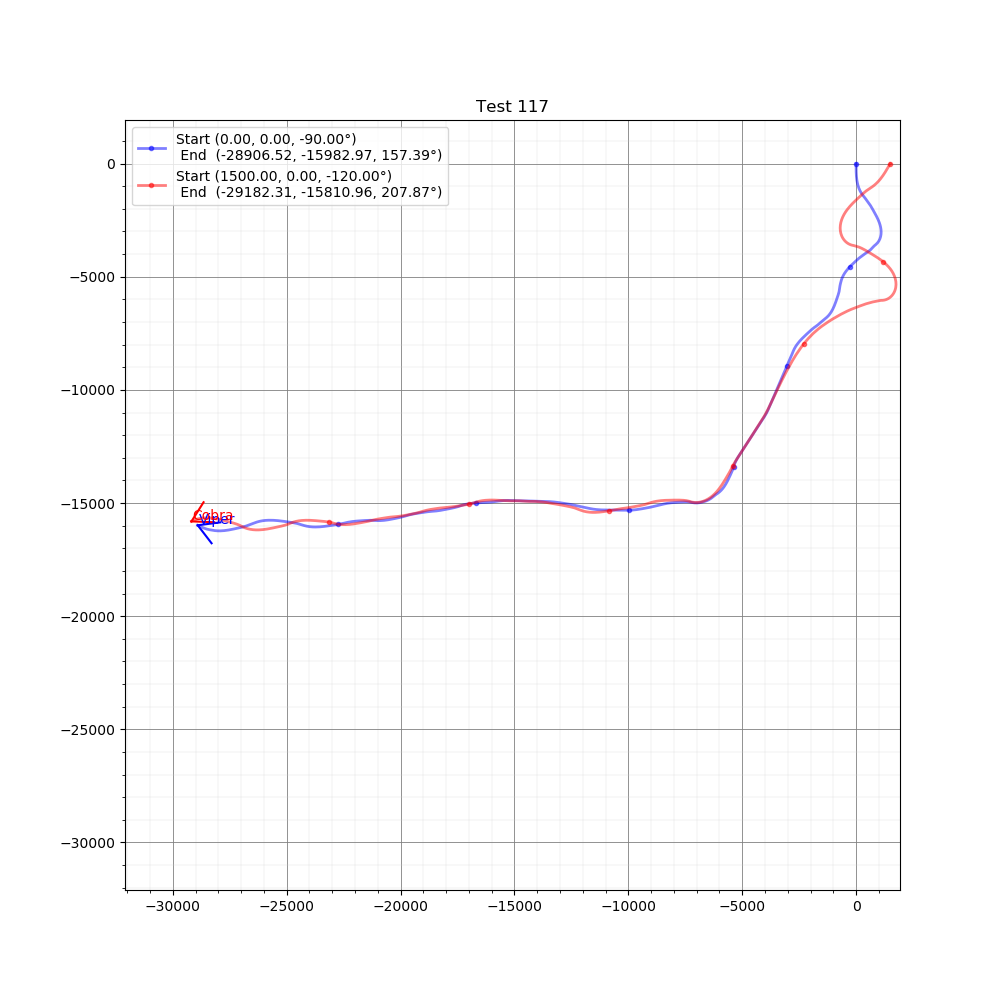 Test 117
Start (0.00, 0.00, -90.00°)
End (-28906.52, -15982.97, 157.39°)
Start (1500.00, 0.00, -120.00°)
End (-29182.31, -15810.96, 207.87°)
0
−5000
−10000
−15000
−20000
−25000
−30000
−30000 −25000 −20000 −15000 −10000 −5000 0